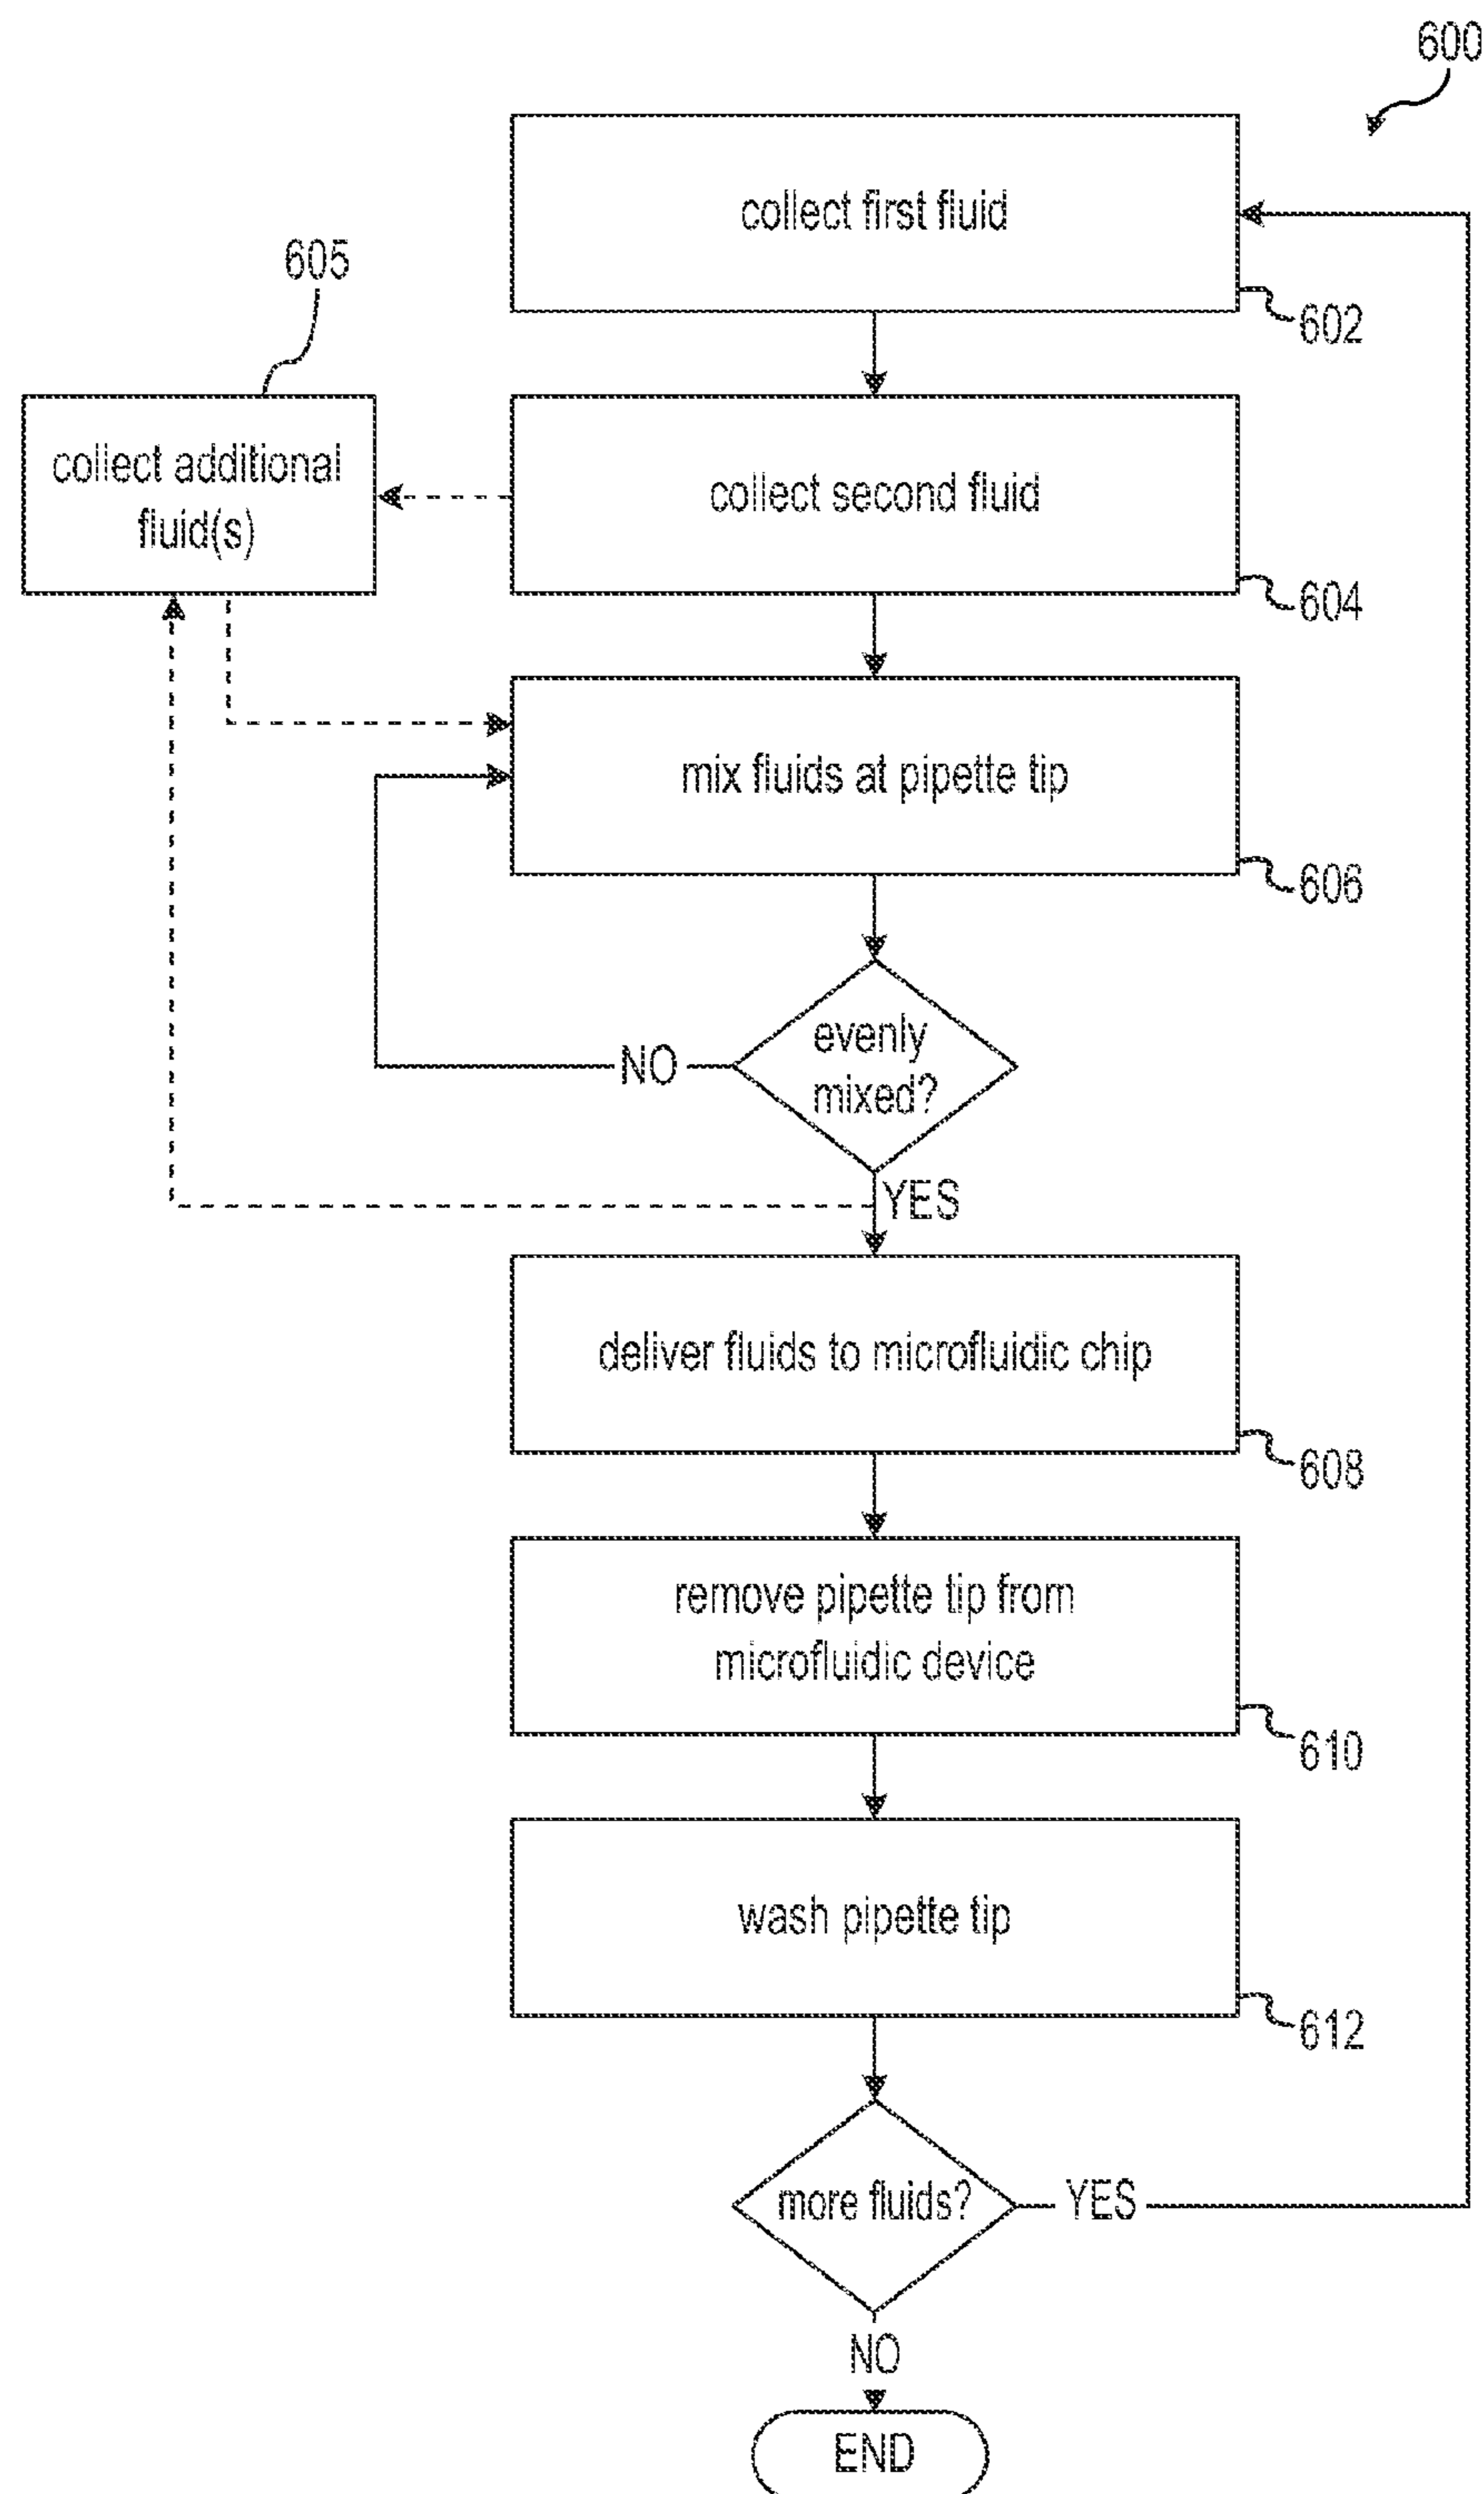 600
collect first fluid
602
605
collect additional
fluid(s)
collect second fluid
604
mix fluids at pipette tip
606
evenly
mixed?
NO
YES
deliver fluids to microfluidic chip
608
remove pipette tip from
microfluidic device
610
wash pipette tip
612
more fluids?
YES
NO
END